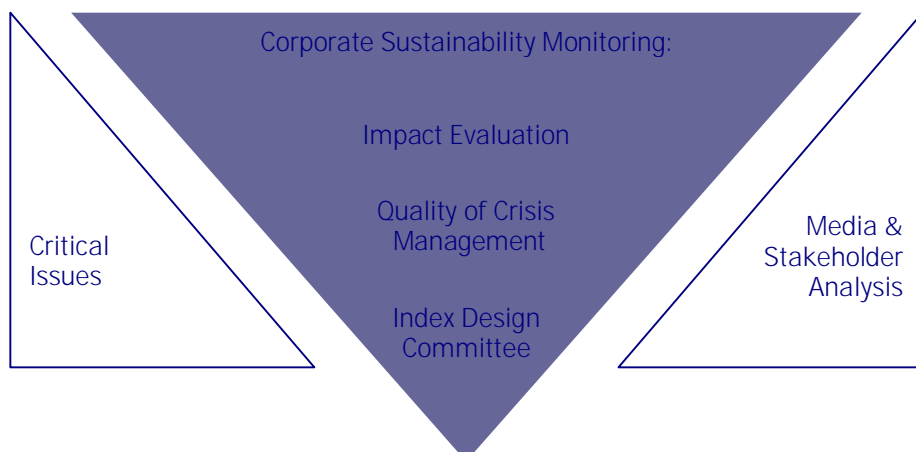 Corporate Sustainability Monitoring:
Impact Evaluation
Quality of Crisis
Management
Index Design
Committee
Critical
Issues
Media &
Stakeholder
Analysis